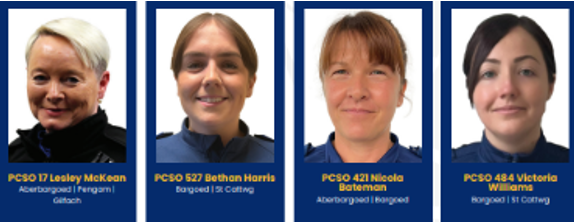 PCSO 17 Lesley McKean
Aberbargoed | Pengam |
Gilfach
PCSO 527 Bethan Harris
Bargoed | St Cattwg
PCSO 421 Nicola
Bateman
Aberbargoed | Bargoed
PCSO 484 Victoria
Williams
Bargoed | St Cattwg